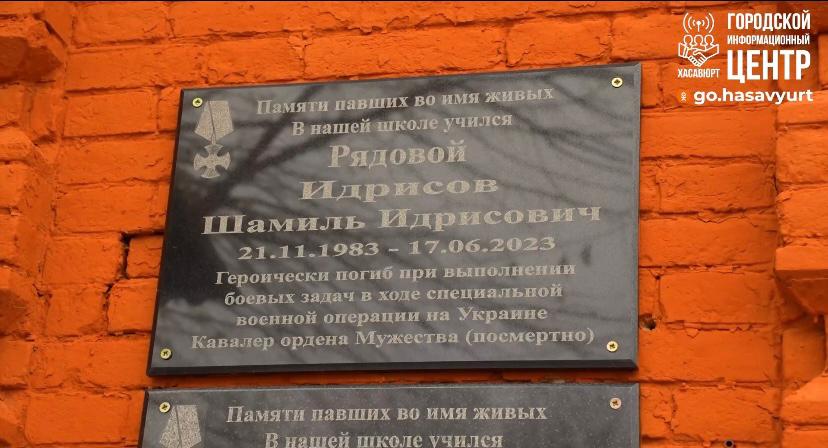 ГОРОДСКОЙ
ИНФОРМАЦИОННЫЙ
ЦЕНТР
ХАСАВЮРТ
go.hasavyurt
Памяти павших во имя живых
В нашей школе учился
Рядовой
Идрисов
Шамиль Идрисович
21.11.1983 – 17.06.2023
Героически погиб при выполнении
боевых задач в ходе специальной
военной операции на Украине
Кавалер ордена Мужества (посмертно)
Памяти павших во имя живых
В нашей школе учился